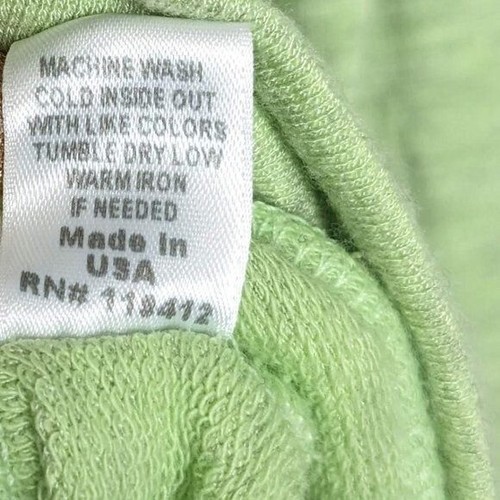 MACHINE WASH
COLD INSIDE OUT
WITH LIKE COLORS
TUMBLE DRY LOW
WARM IRON
IF NEEDED
Made In
USA
RN# 119412